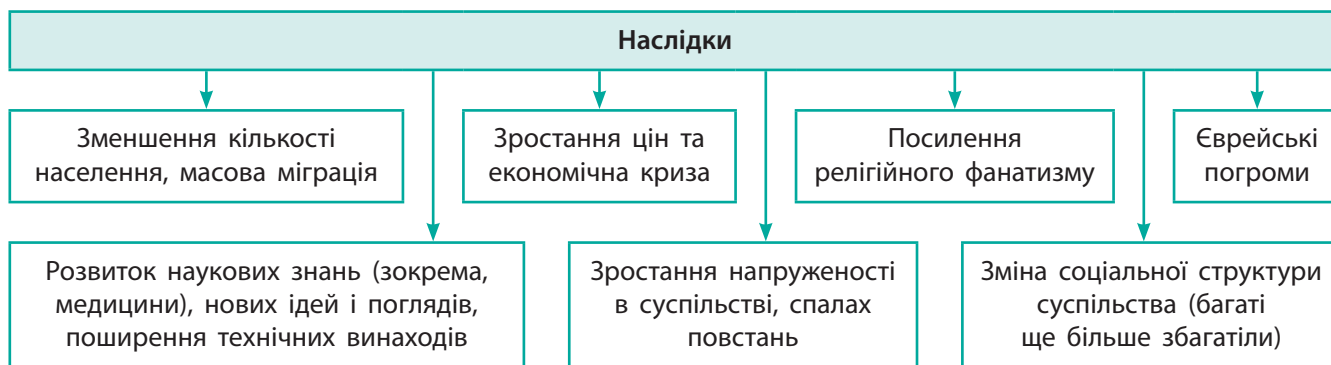 Наслідки
Зменшення кількості
населення, масова міграція
Зростання цін та
економічна криза
Посилення
релігійного фанатизму
Єврейські
погроми
Розвиток наукових знань (зокрема,
медицини), нових ідей і поглядів,
поширення технічних винаходів
Зростання напруженості
в суспільстві, спалах
повстань
Зміна соціальної структури
суспільства (багаті
ще більше збагатіли)